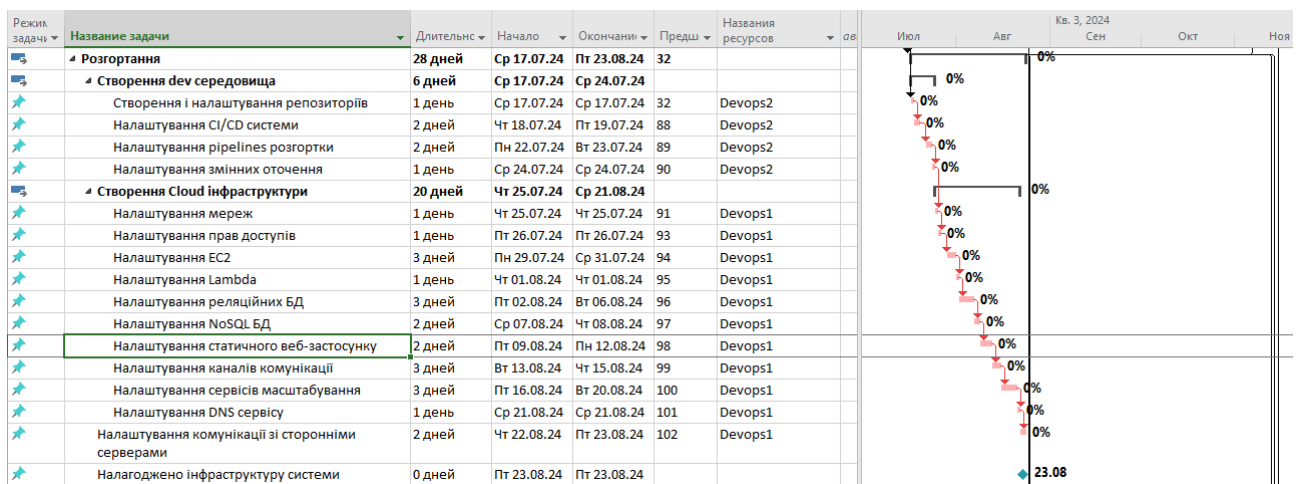 Режим задачи Название задачи Длительнс Начало Окончание Предш Названия ресурсов ав Кв. 3, 2024
Июл Авг Сен Окт Ноя
Розгортання 28 дней Ср 17.07.24 Пт 23.08.24 32 0%
Створення dev середовища 6 дней Ср 17.07.24 Ср 24.07.24 0%
Створення і налаштування репозиторіїв 1 день Ср 17.07.24 Ср 17.07.24 32 Devops2 0%
Налаштування CI/CD системи 2 дней Чт 18.07.24 Пт 19.07.24 88 Devops2 0%
Налаштування pipelines розгортки 2 дней Пн 22.07.24 Вт 23.07.24 89 Devops2 0%
Налаштування змінних оточення 1 день Ср 24.07.24 Ср 24.07.24 90 Devops2 0%
Створення Cloud інфраструктури 20 дней Чт 25.07.24 Ср 21.08.24 0%
Налаштування мереж 1 день Чт 25.07.24 Чт 25.07.24 91 Devops1 0%
Налаштування прав доступів 1 день Пт 26.07.24 Пт 26.07.24 93 Devops1 0%
Налаштування EC2 3 дней Пн 29.07.24 Ср 31.07.24 94 Devops1 0%
Налаштування Lambda 1 день Чт 01.08.24 Чт 01.08.24 95 Devops1 0%
Налаштування реляційних БД 3 дней Пт 02.08.24 Вт 06.08.24 96 Devops1 0%
Налаштування NoSQL БД 2 дней Ср 07.08.24 Чт 08.08.24 97 Devops1 0%
Налаштування статичного веб-застосунку 2 дней Пт 09.08.24 Пн 12.08.24 98 Devops1 0%
Налаштування каналів комунікації 3 дней Вт 13.08.24 Чт 15.08.24 99 Devops1 0%
Налаштування сервісів масштабування 3 дней Пт 16.08.24 Вт 20.08.24 100 Devops1 0%
Налаштування DNS сервісу 1 день Ср 21.08.24 Ср 21.08.24 101 Devops1 0%
Налаштування комунікації зі сторонніми серверами 2 дней Чт 22.08.24 Пт 23.08.24 102 Devops1 0%
Налагоджено інфраструктуру системи 0 дней Пт 23.08.24 Пт 23.08.24 23.08